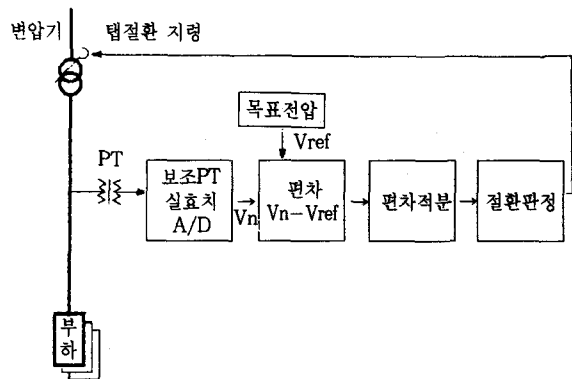 변압기 탭절환 지령
목표전압
Vref
PT
보조PT
실효치
A/D
Vn
편차
Vn-Vref
편차적분
절환판정
부
하